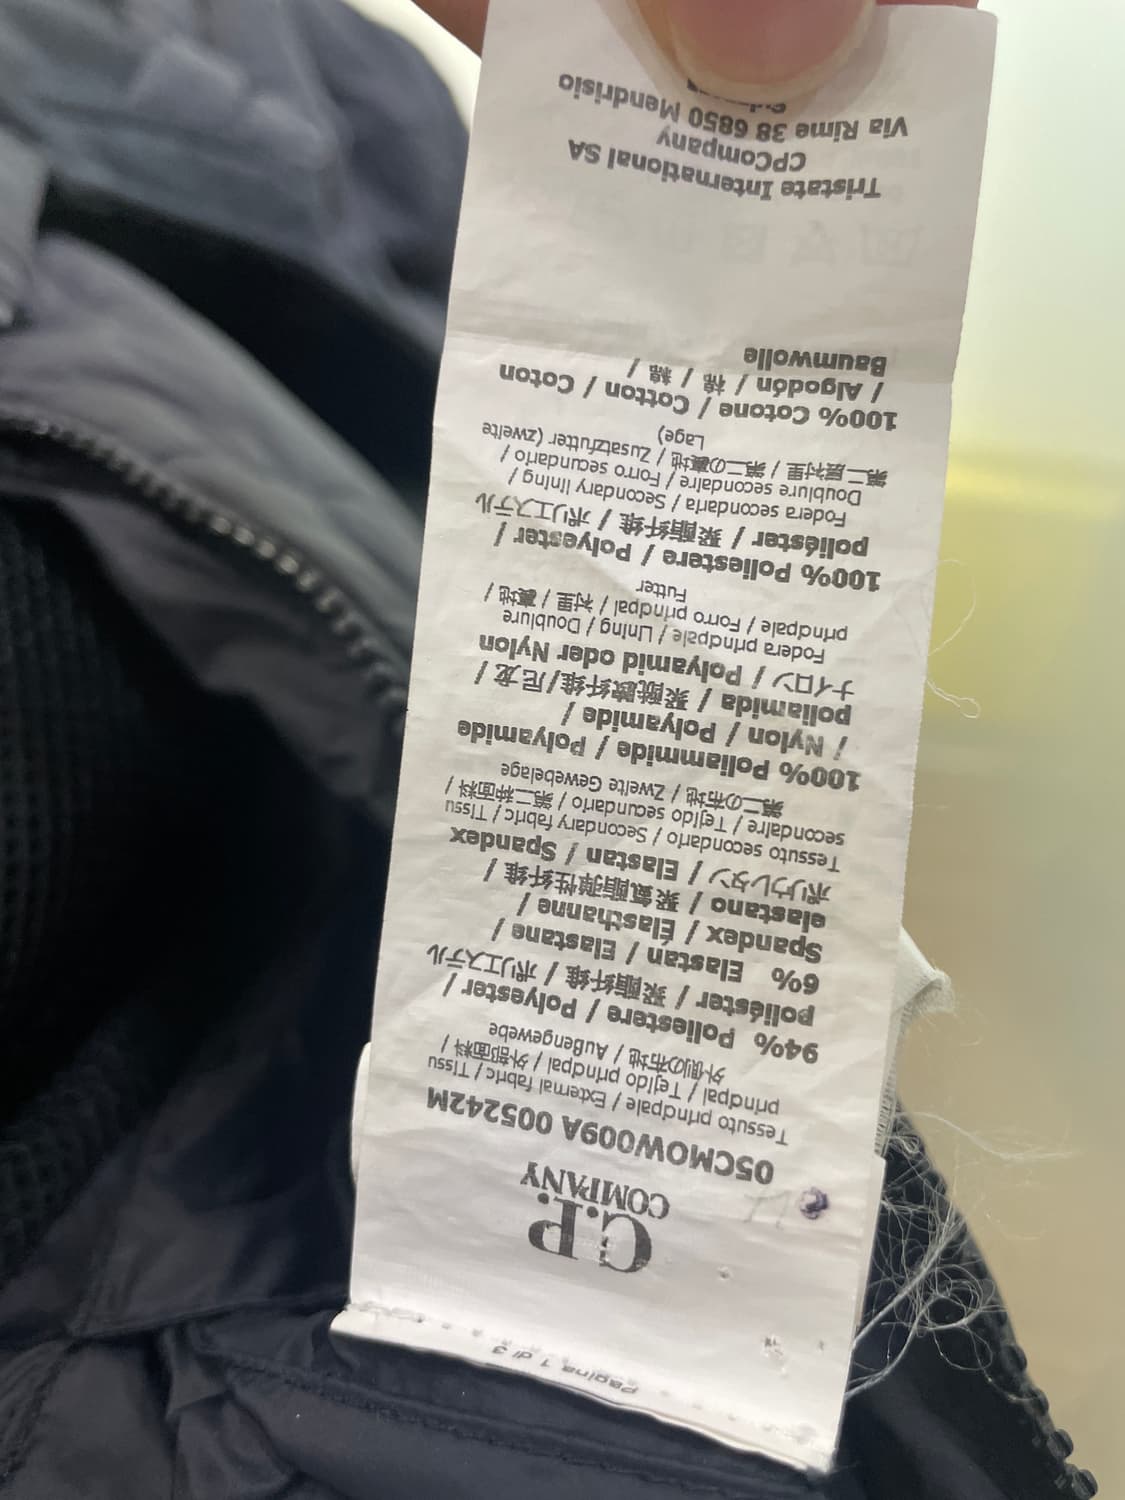 Pagina 1 di 3
C.P.
COMPANY
05CMOW009A 005242M
Tessuto principale / External fabric / Tissu
principal / Tejido principal / 外部面料 /
外側の布地 / Außengewebe
94% Poliestere / Polyester /
poliéster / 聚酯纤维 / ポリエステル
6% Elastan / Elastane /
Spandex / Élasthanne /
elastano / 聚氨酯弹性纤维 /
ポリウレタン / Elastan / Spandex
Tessuto secondario / Secondary fabric / Tissu
secondaire / Tejido secundario / 第二种面料 /
第二の布地 / Zweite Gewebelage
100% Poliammide / Polyamide
/ Nylon / Polyamide /
poliamida / 聚酰胺纤维/尼龙 /
ナイロン / Polyamid oder Nylon
Fodera principale / Lining / Doublure
principale / Forro principal / 衬里 / 裏地 /
Futter
100% Poliestere / Polyester /
poliéster / 聚酯纤维 / ポリエステル
Fodera secondaria / Secondary lining /
Doublure secondaire / Forro secundario /
第二层衬里 / 第二の裏地 / Zusatzfutter (zweite
Lage)
100% Cotone / Cotton / Coton
/ Algodón / 棉 / 綿 /
Baumwolle
Tristate International SA
CPCompany
Via Rime 38 6850 Mendrisio